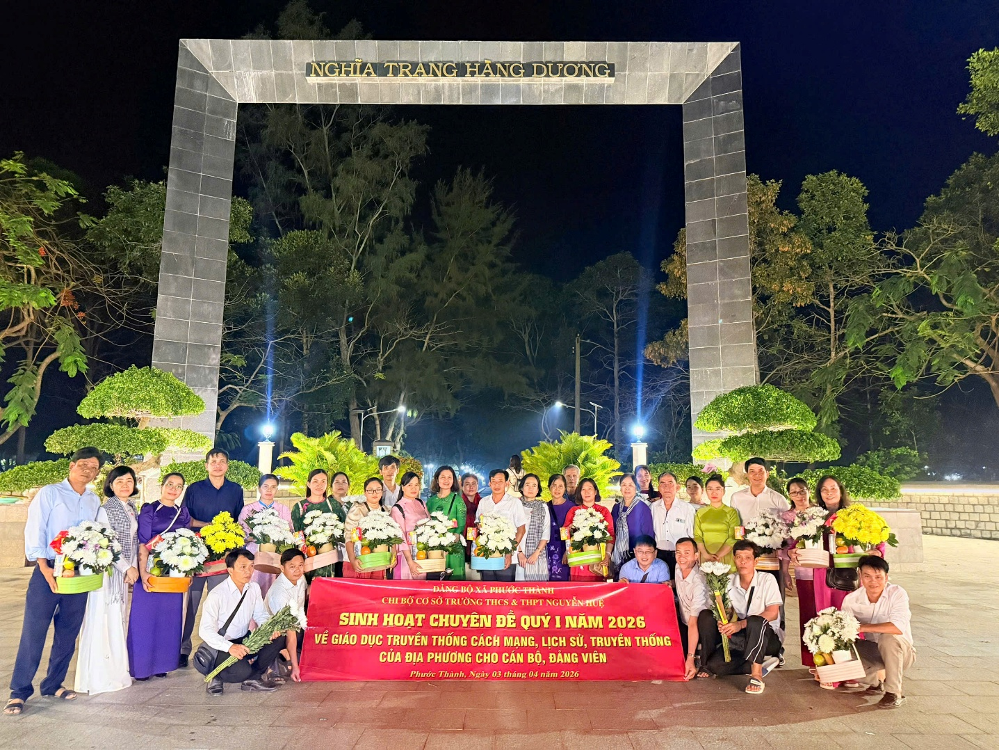 NGHĨA TRANG HÀNG DƯƠNG
ĐẢNG BỘ XÃ PHƯỚC THÀNH
CHI BỘ CƠ SỞ TRƯỜNG THCS & THPT NGUYỄN HUỆ
SINH HOẠT CHUYÊN ĐỀ QUÝ I NĂM 2026
VỀ GIÁO DỤC TRUYỀN THỐNG CÁCH MẠNG, LỊCH SỬ, TRUYỀN THỐNG
CỦA ĐỊA PHƯƠNG CHO CÁN BỘ, ĐẢNG VIÊN
Phước Thành, Ngày 03 tháng 04 năm 2026